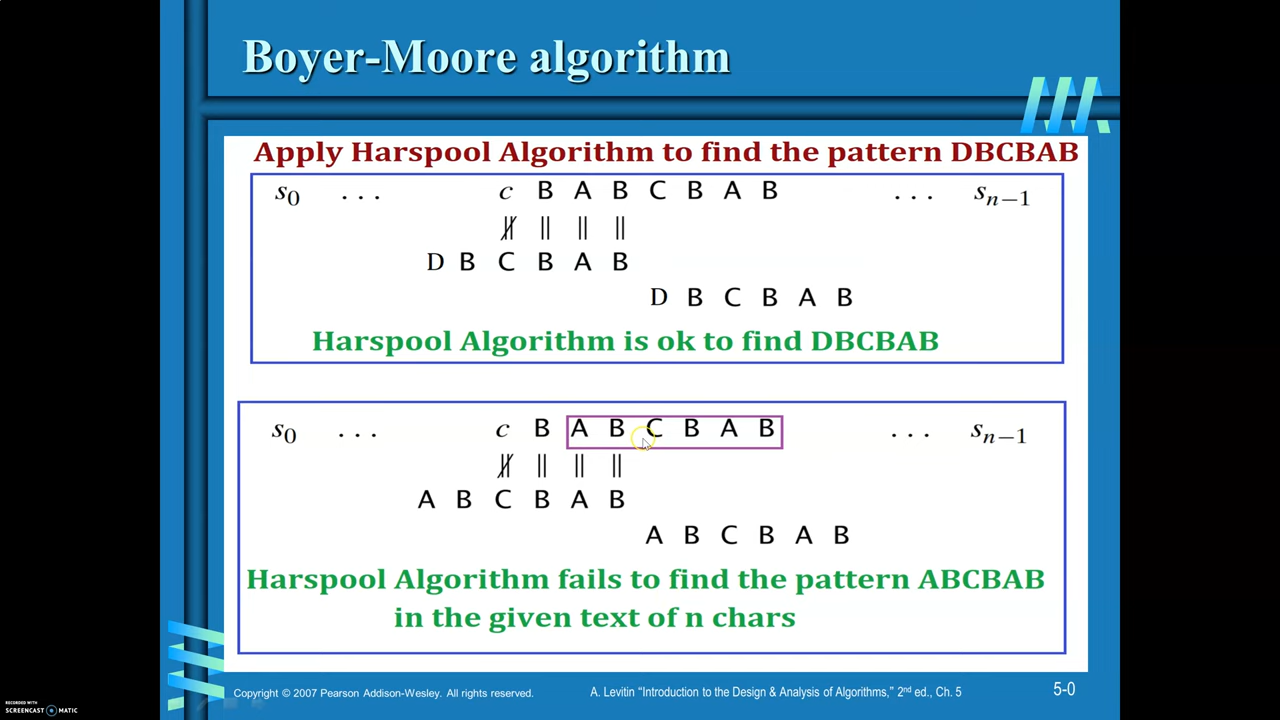 Boyer-Moore algorithm
Apply Harspool Algorithm to find the pattern DBCBAB
s0 . . . c B A B C B A B . . . sn−1
∦ || || ||
D B C B A B
D B C B A B
Harspool Algorithm is ok to find DBCBAB
s0 . . . c B A B C B A B . . . sn−1
∦ || || ||
A B C B A B
A B C B A B
Harspool Algorithm fails to find the pattern ABCBAB
in the given text of n chars
Copyright © 2007 Pearson Addison-Wesley. All rights reserved. A. Levitin “Introduction to the Design & Analysis of Algorithms,” 2nd ed., Ch. 5 5-0
RECORDED WITH
SCREENCAST MATIC